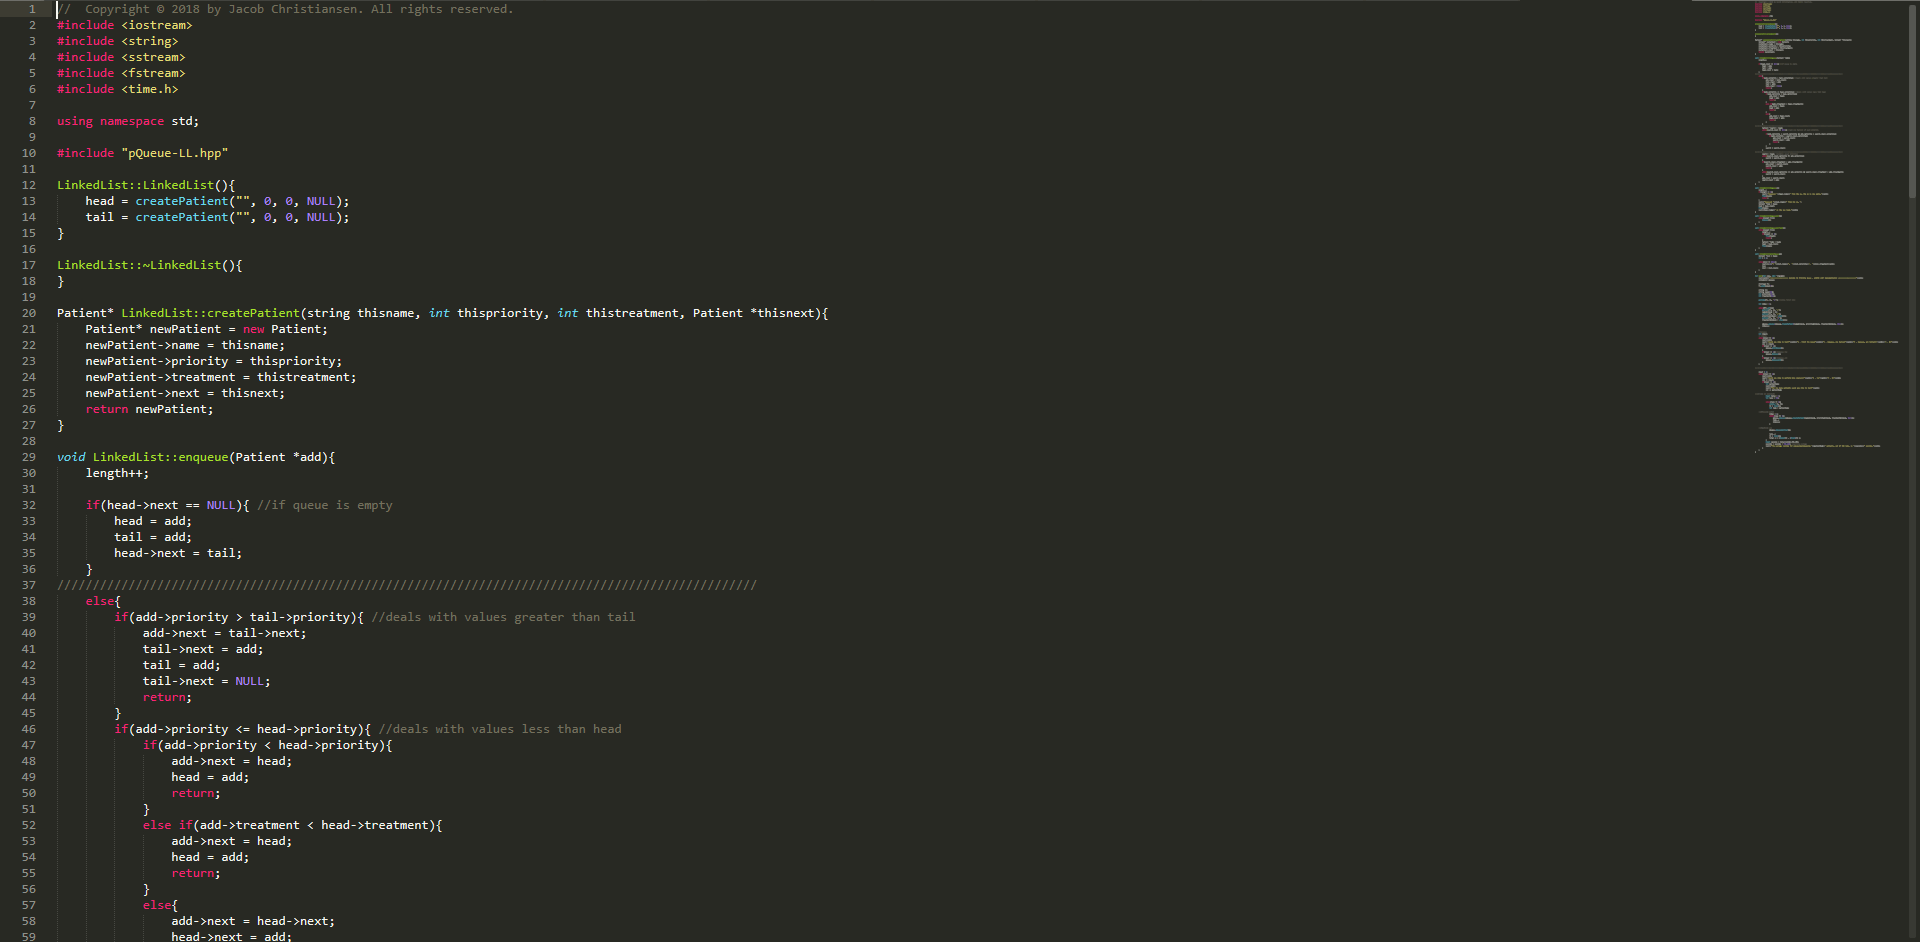 1 //  Copyright © 2018 by Jacob Christiansen. All rights reserved.
2 #include <iostream>
3 #include <string>
4 #include <sstream>
5 #include <fstream>
6 #include <time.h>
7
8 using namespace std;
9
10 #include "pQueue-LL.hpp"
11
12 LinkedList::LinkedList(){
13     head = createPatient("", 0, 0, NULL);
14     tail = createPatient("", 0, 0, NULL);
15 }
16
17 LinkedList::~LinkedList(){
18 }
19
20 Patient* LinkedList::createPatient(string thisname, int thispriority, int thistreatment, Patient *thisnext){
21     Patient* newPatient = new Patient;
22     newPatient->name = thisname;
23     newPatient->priority = thispriority;
24     newPatient->treatment = thistreatment;
25     newPatient->next = thisnext;
26     return newPatient;
27 }
28
29 void LinkedList::enqueue(Patient *add){
30     length++;
31
32     if(head->next == NULL){ //if queue is empty
33         head = add;
34         tail = add;
35         head->next = tail;
36     }
37 //////////////////////////////////////////////////////////////////////////////////////////////////
38     else{
39         if(add->priority > tail->priority){ //deals with values greater than tail
40             add->next = tail->next;
41             tail->next = add;
42             tail = add;
43             tail->next = NULL;
44             return;
45         }
46         if(add->priority <= head->priority){ //deals with values less than head
47             if(add->priority < head->priority){
48                 add->next = head;
49                 head = add;
50                 return;
51             }
52             else if(add->treatment < head->treatment){
53                 add->next = head;
54                 head = add;
55                 return;
56             }
57             else{
58                 add->next = head->next;
59                 head->next = add;